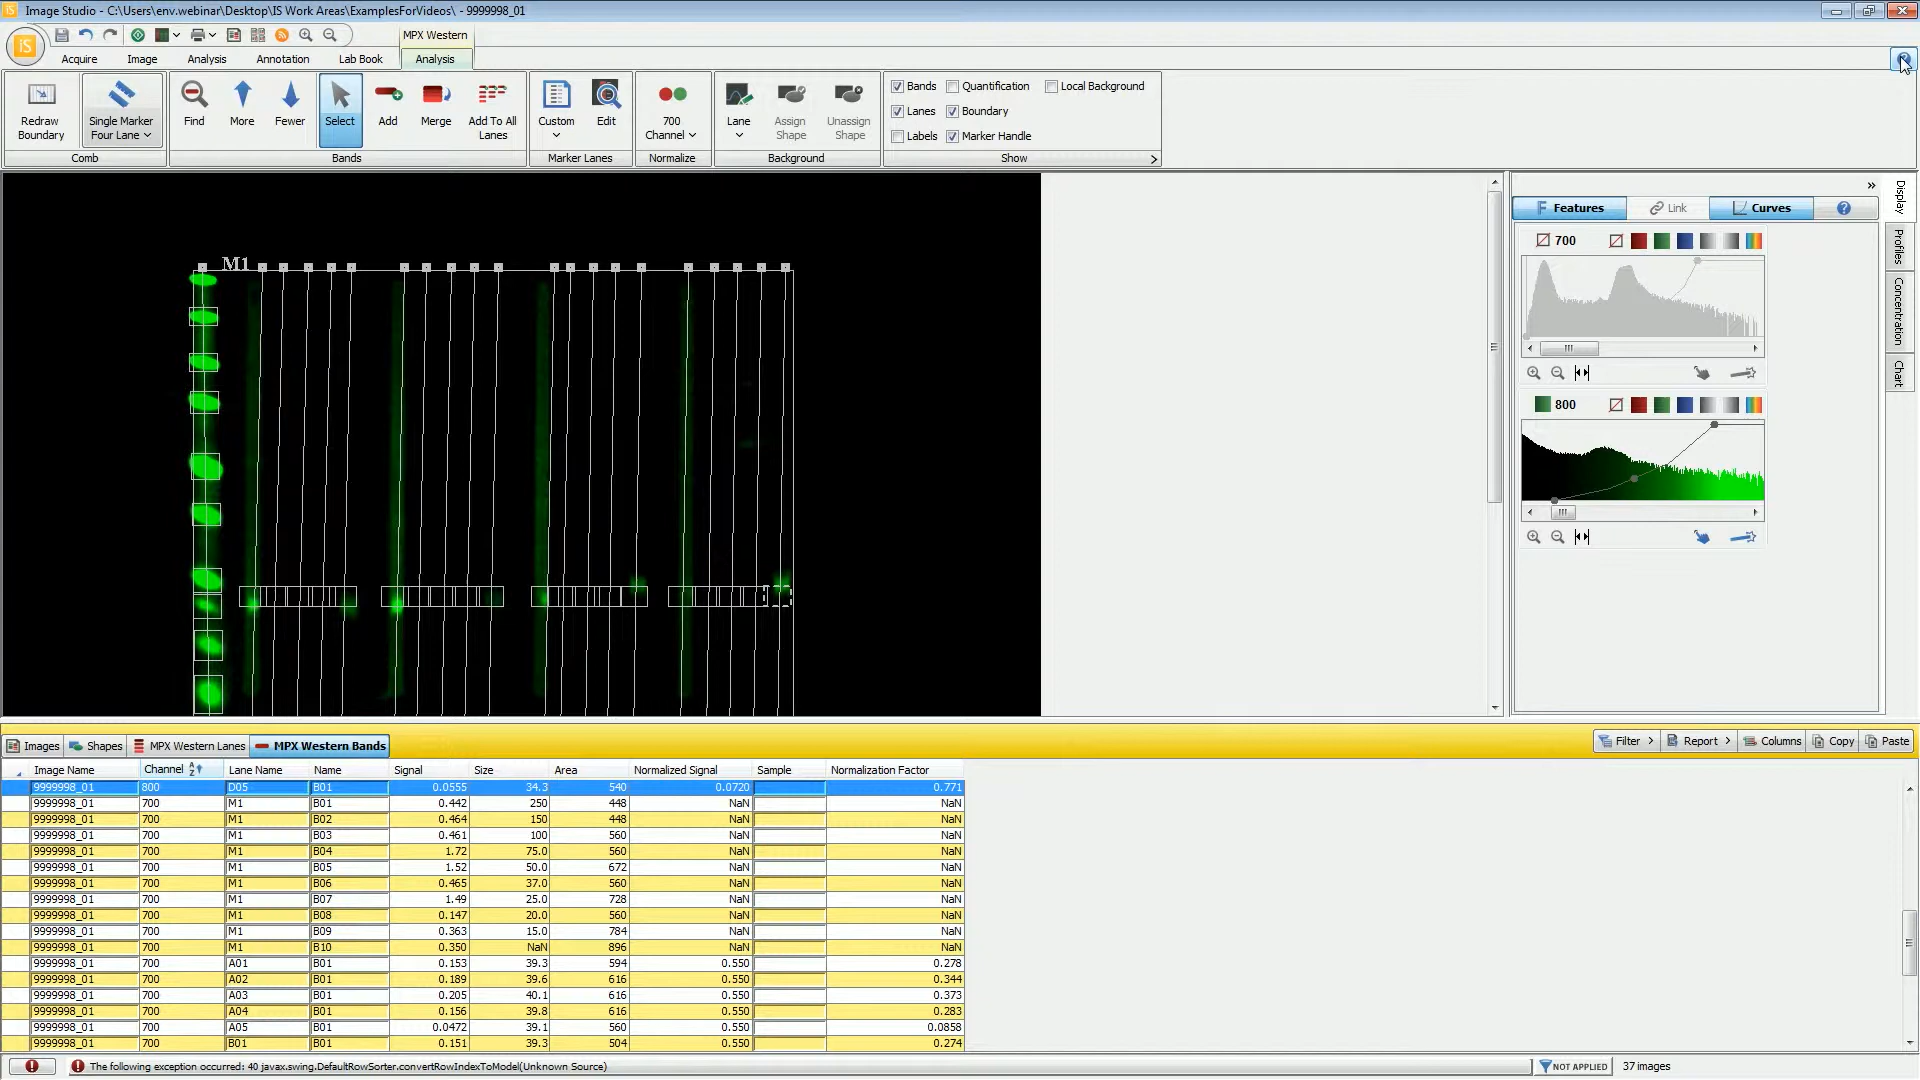 Image Studio - C:\Users\env.webinar\Desktop\IS Work Areas\ExamplesForVideos\ - 9999998_01
MPX Western
Acquire Image Analysis Annotation Lab Book Analysis
Redraw Boundary
Single Marker Four Lane
Find More Fewer Select Add Merge Add To All Lanes
Custom Edit
700 Channel
Lane Assign Shape Unassign Shape
Bands Quantification Local Background
Lanes Boundary
Labels Marker Handle
Comb Bands Marker Lanes Normalize Background Show
M1
Features Link Curves
700
800
Display
Profiles
Concentration
Chart
Images Shapes MPX Western Lanes MPX Western Bands
Filter Report Columns Copy Paste
Image Name Channel Lane Name Name Signal Size Area Normalized Signal Sample Normalization Factor
9999998_01 800 D05 B01 0.0555 34.3 540 0.0720 0.771
9999998_01 700 M1 B01 0.442 250 448 NaN NaN
9999998_01 700 M1 B02 0.464 150 448 NaN NaN
9999998_01 700 M1 B03 0.461 100 560 NaN NaN
9999998_01 700 M1 B04 1.72 75.0 560 NaN NaN
9999998_01 700 M1 B05 1.52 50.0 672 NaN NaN
9999998_01 700 M1 B06 0.465 37.0 560 NaN NaN
9999998_01 700 M1 B07 1.49 25.0 728 NaN NaN
9999998_01 700 M1 B08 0.147 20.0 560 NaN NaN
9999998_01 700 M1 B09 0.363 15.0 784 NaN NaN
9999998_01 700 M1 B10 0.350 NaN 896 NaN NaN
9999998_01 700 A01 B01 0.153 39.3 594 0.550 0.278
9999998_01 700 A02 B01 0.189 39.6 616 0.550 0.344
9999998_01 700 A03 B01 0.205 40.1 616 0.550 0.373
9999998_01 700 A04 B01 0.156 39.8 616 0.550 0.283
9999998_01 700 A05 B01 0.0472 39.1 560 0.550 0.0858
9999998_01 700 B01 B01 0.151 39.3 504 0.550 0.274
The following exception occurred: 40 javax.swing.DefaultRowSorter.convertRowIndexToModel(Unknown Source)
NOT APPLIED 37 images